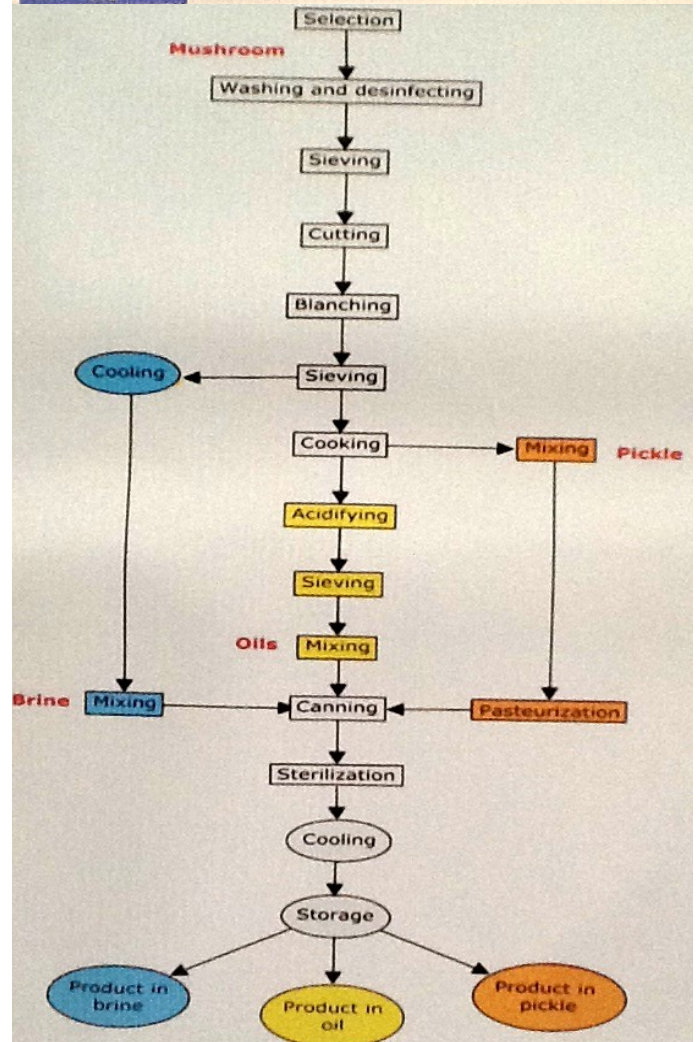 Selection
Mushroom
Washing and desinfecting
Sieving
Cutting
Blanching
Cooling
Sieving
Cooking
Mixing
Pickle
Acidifying
Sieving
Oils
Mixing
Brine
Mixing
Canning
Pasteurization
Sterilization
Cooling
Storage
Product in
brine
Product in
oil
Product in
pickle